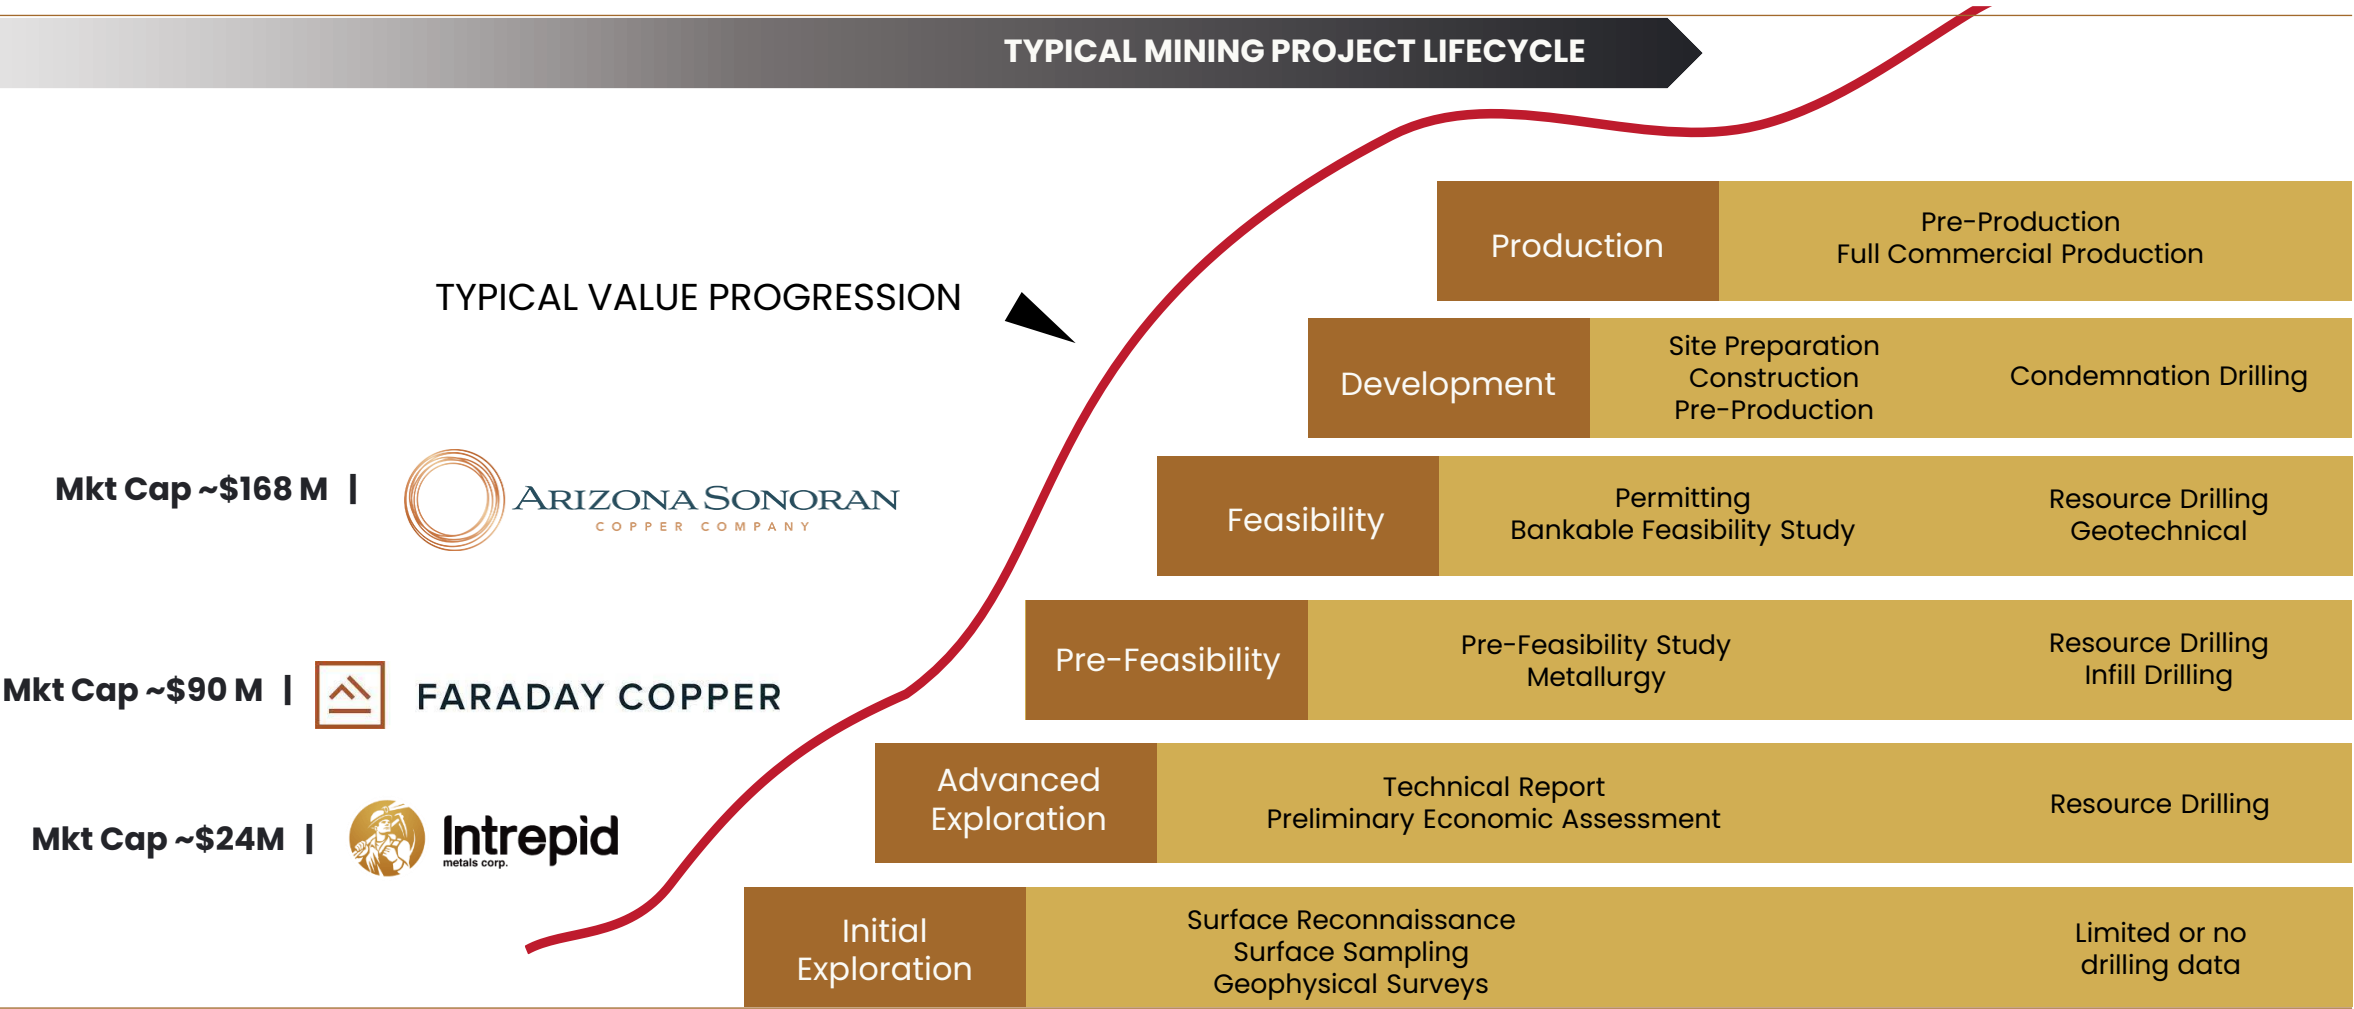 TYPICAL MINING PROJECT LIFECYCLE
TYPICAL VALUE PROGRESSION
Production
Pre-Production
Full Commercial Production
Development
Site Preparation
Construction
Pre-Production
Condemnation Drilling
Mkt Cap ~$168 M |
ARIZONA SONORAN
COPPER COMPANY
Feasibility
Permitting
Bankable Feasibility Study
Resource Drilling
Geotechnical
Mkt Cap ~$90 M |
FARADAY COPPER
Pre-Feasibility
Pre-Feasibility Study
Metallurgy
Resource Drilling
Infill Drilling
Mkt Cap ~$24M |
Intrepid
metals corp.
Advanced
Exploration
Technical Report
Preliminary Economic Assessment
Resource Drilling
Initial
Exploration
Surface Reconnaissance
Surface Sampling
Geophysical Surveys
Limited or no
drilling data